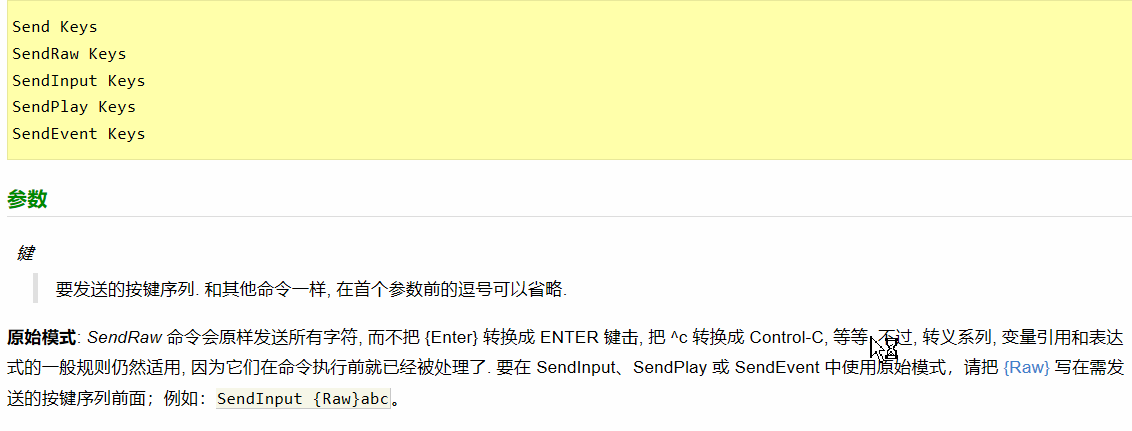 Send Keys
SendRaw Keys
SendInput Keys
SendPlay Keys
SendEvent Keys
参数
键
要发送的按键序列. 和其他命令一样, 在首个参数前的逗号可以省略.
原始模式: SendRaw 命令会原样发送所有字符, 而不把 {Enter} 转换成 ENTER 键击, 把 ^c 转换成 Control-C, 等等. 不过, 转义系列, 变量引用和表达
式的一般规则仍然适用, 因为它们在命令执行前就已经被处理了. 要在 SendInput、SendPlay 或 SendEvent 中使用原始模式，请把 {Raw} 写在需发
送的按键序列前面；例如：SendInput {Raw}abc。